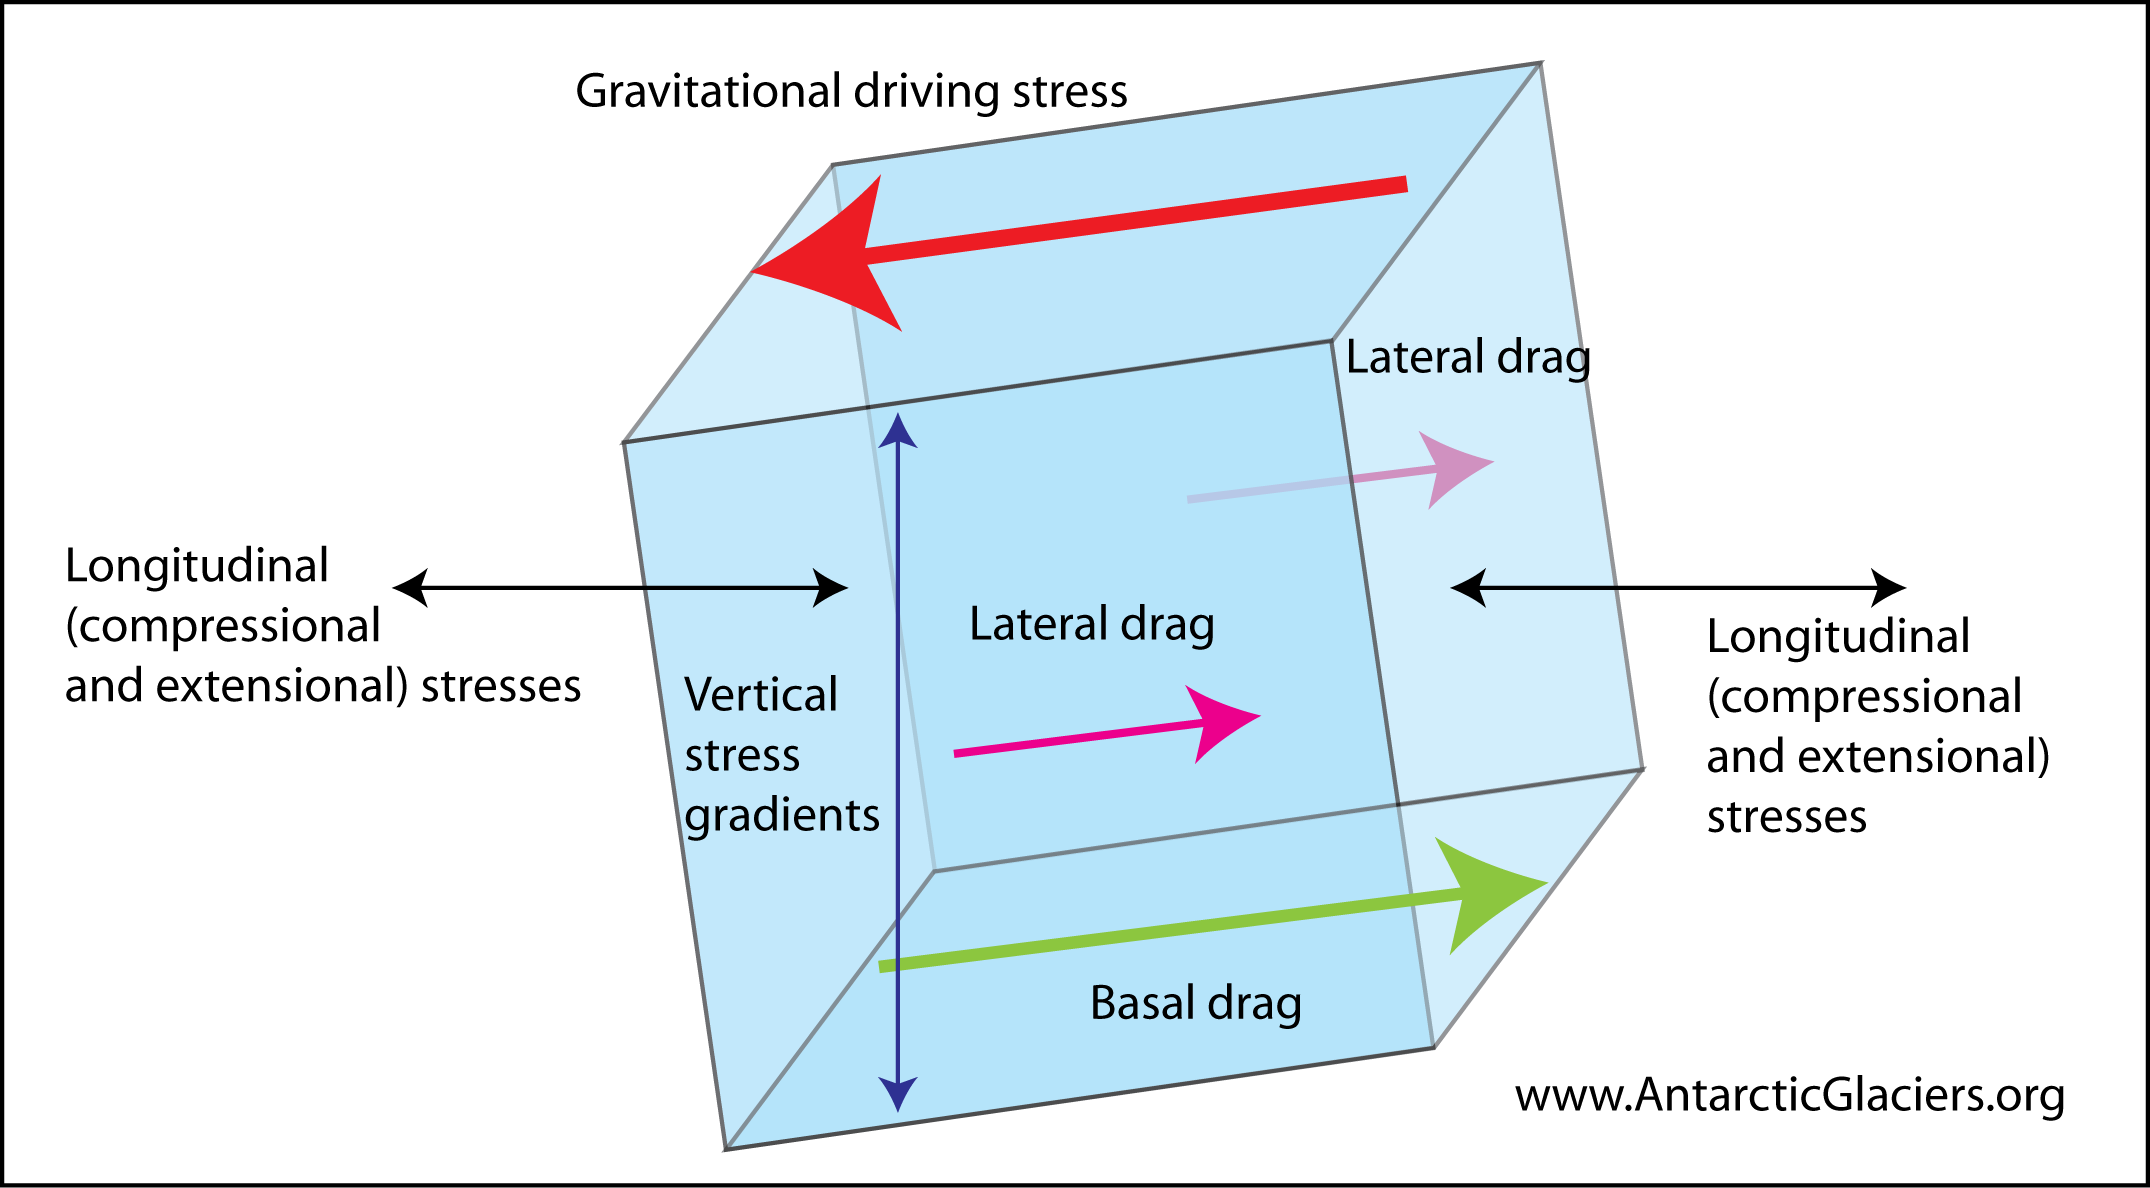 Gravitational driving stress
Lateral drag
Longitudinal
(compressional
and extensional) stresses
Lateral drag
Vertical
stress
gradients
Longitudinal
(compressional
and extensional)
stresses
Basal drag
www.AntarcticGlaciers.org